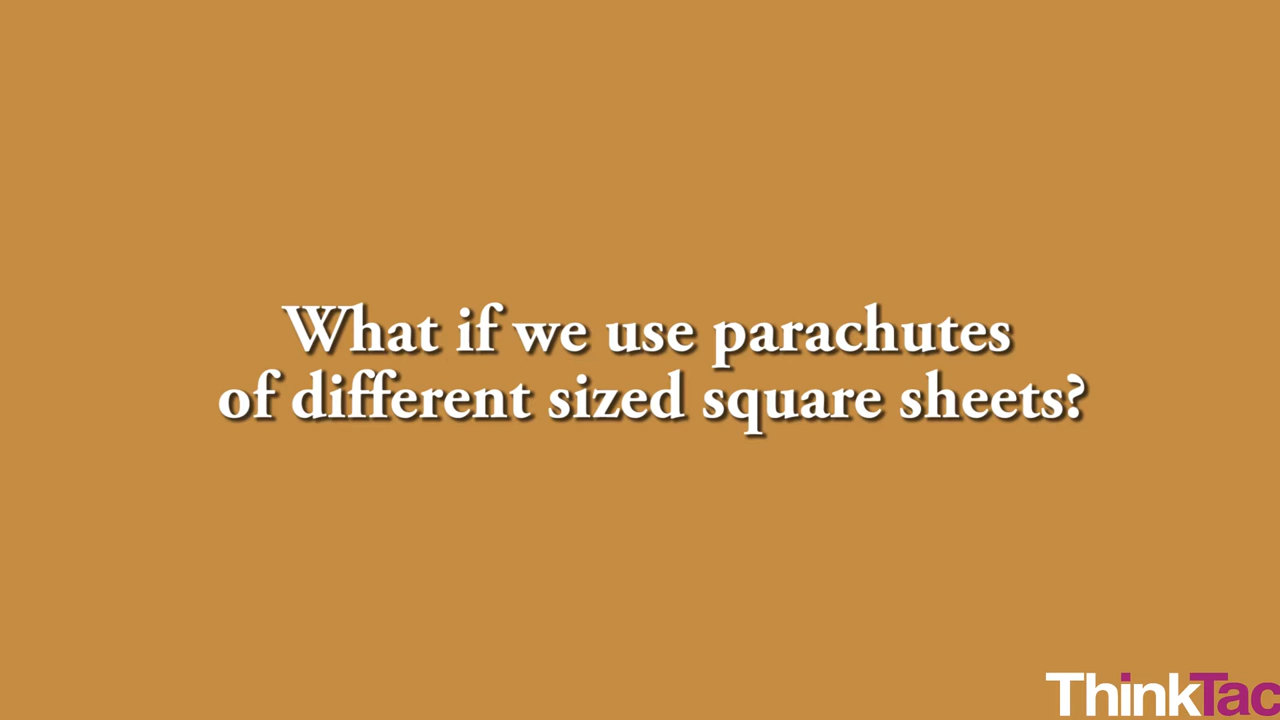 What if we use parachutes
of different sized square sheets?
ThinkTac